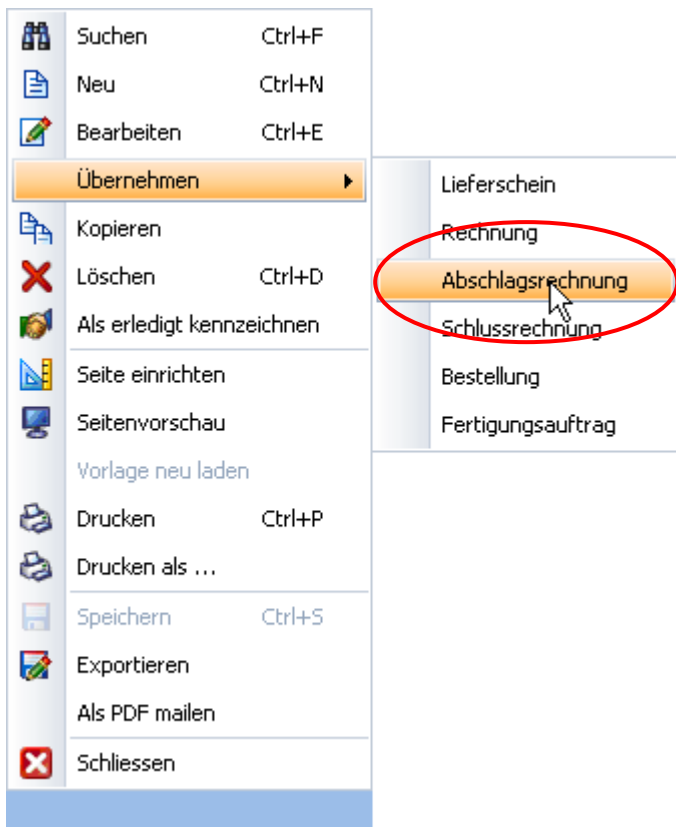 Suchen Ctrl+F
Neu Ctrl+N
Bearbeiten Ctrl+E
Übernehmen
Kopieren
Löschen Ctrl+D
Als erledigt kennzeichnen
Seite einrichten
Seitenvorschau
Vorlage neu laden
Drucken Ctrl+P
Drucken als ...
Speichern Ctrl+S
Exportieren
Als PDF mailen
Schliessen
Lieferschein
Rechnung
Abschlagsrechnung
Schlussrechnung
Bestellung
Fertigungsauftrag